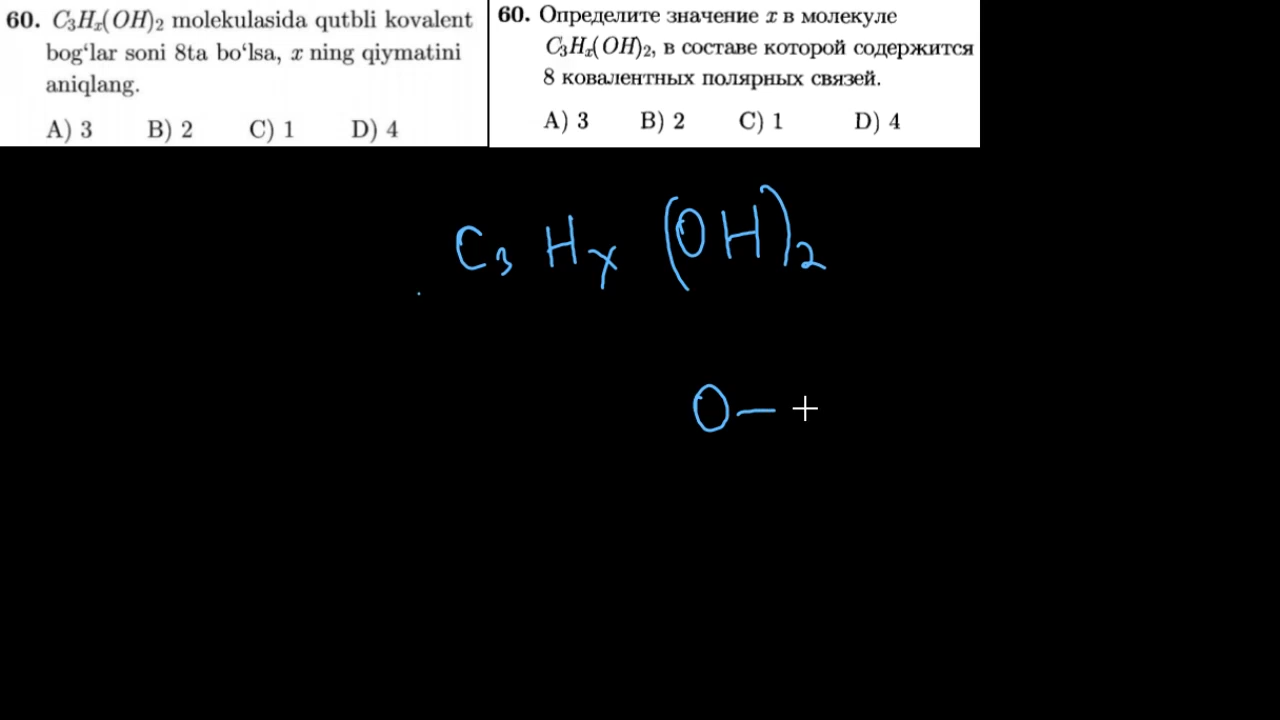 60. C₃Hₓ(OH)₂ molekulasida qutbli kovalent
bog‘lar soni 8ta bo‘lsa, x ning qiymatini
aniqlang.
A) 3 B) 2 C) 1 D) 4
60. Определите значение x в молекуле
C₃Hₓ(OH)₂, в составе которой содержится
8 ковалентных полярных связей.
A) 3 B) 2 C) 1 D) 4
C₃ Hₓ (OH)₂
O—